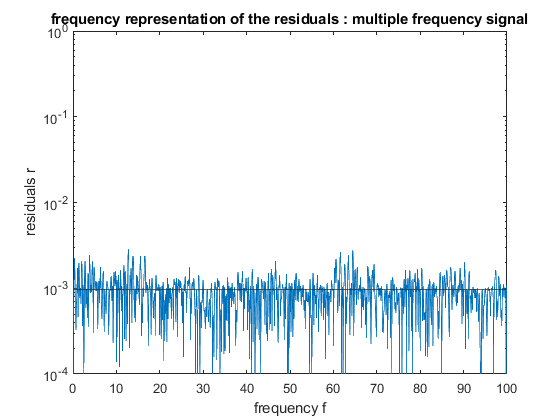 frequency representation of the residuals : multiple frequency signal
10^0
10^-1
10^-2
10^-3
10^-4
residuals r
0 10 20 30 40 50 60 70 80 90 100
frequency f